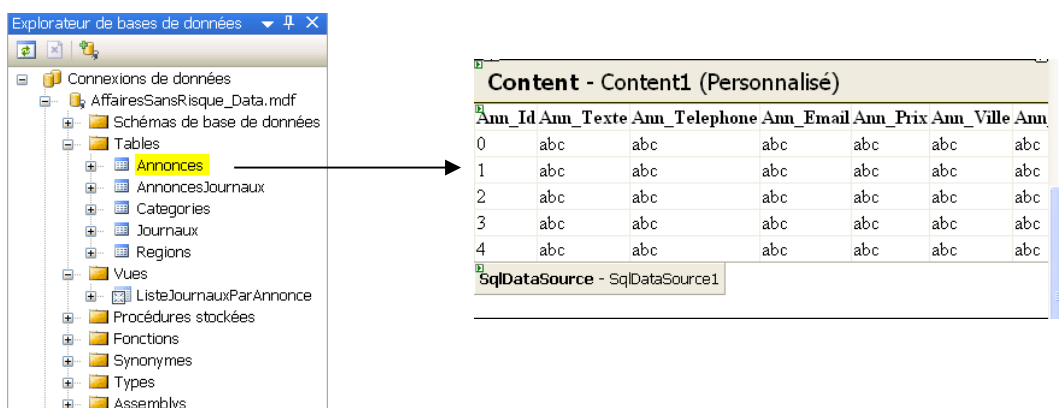 Explorateur de bases de données
Connexions de données
AffairesSansRisque_Data.mdf
Schémas de base de données
Tables
Annonces
AnnoncesJournaux
Categories
Journaux
Regions
Vues
ListeJournauxParAnnonce
Procédures stockées
Fonctions
Synonymes
Types
Assemblys
Content - Content1 (Personnalisé)
Ann_Id Ann_Texte Ann_Telephone Ann_Email Ann_Prix Ann_Ville Ann_
0 abc abc abc abc abc abc
1 abc abc abc abc abc abc
2 abc abc abc abc abc abc
3 abc abc abc abc abc abc
4 abc abc abc abc abc abc
SqlDataSource - SqlDataSource1